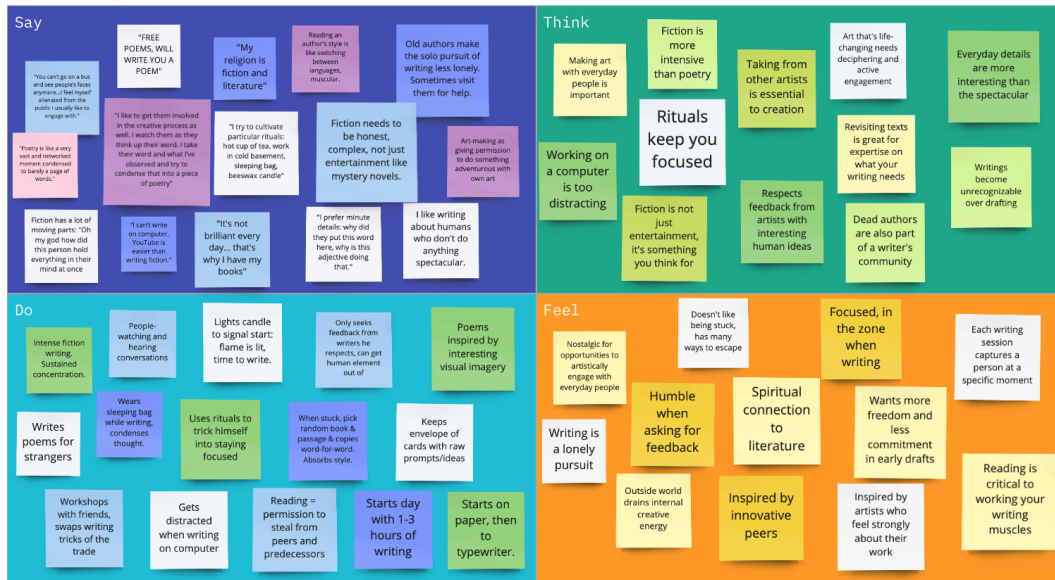 Say
"You can't go on a bus
and see people's faces
anymore...I feel myself
alienated from the
public I usually like to
engage with."
"FREE
POEMS, WILL
WRITE YOU A
POEM"
"My
religion is
fiction and
literature"
Reading an
author's style is
like switching
between
languages,
muscular.
Old authors make
the solo pursuit of
writing less lonely.
Sometimes visit
them for help.
"Poetry is like a very
vast and networked
moment condensed
to barely a page of
words."
"I like to get them involved
in the creative process as
well. I watch them as they
think up their word. I take
their word and what I've
observed and try to
condense that into a piece
of poetry"
"I try to cultivate
particular rituals:
hot cup of tea, work
in cold basement,
sleeping bag,
beeswax candle"
Fiction needs to
be honest,
complex, not just
entertainment like
mystery novels.
Art-making as
giving permission
to do something
adventurous with
own art
Fiction has a lot of
moving parts: "Oh
my god how did
this person hold
everything in their
mind at once
"I can't write
on computer.
YouTube is
easier than
writing fiction."
"It's not
brilliant every
day... that's
why I have my
books"
"I prefer minute
details: why did
they put this word
here, why is this
adjective doing
that."
I like writing
about humans
who don't do
anything
spectacular.
Think
Making art
with everyday
people is
important
Fiction is
more
intensive
than poetry
Taking from
other artists
is essential
to creation
Art that's life-
changing needs
deciphering and
active
engagement
Everyday details
are more
interesting than
the spectacular
Working on
a computer
is too
distracting
Rituals
keep you
focused
Revisiting texts
is great for
expertise on
what your
writing needs
Writings
become
unrecognizable
over drafting
Fiction is not
just
entertainment,
it's something
you think for
Respects
feedback from
artists with
interesting
human ideas
Dead authors
are also part
of a writer's
community
Do
Intense fiction
writing.
Sustained
concentration.
People-
watching and
hearing
conversations
Lights candle
to signal start:
flame is lit,
time to write.
Only seeks
feedback from
writers he
respects, can get
human element
out of
Poems
inspired by
interesting
visual imagery
Writes
poems for
strangers
Wears
sleeping bag
while writing,
condenses
thought.
Uses rituals to
trick himself
into staying
focused
When stuck, pick
random book &
passage & copies
word-for-word.
Absorbs style.
Keeps
envelope of
cards with raw
prompts/ideas
Workshops
with friends,
swaps writing
tricks of the
trade
Gets
distracted
when writing
on computer
Reading =
permission to
steal from
peers and
predecessors
Starts day
with 1-3
hours of
writing
Starts on
paper, then
to
typewriter.
Feel
Nostalgic for
opportunities to
artistically
engage with
everyday people
Doesn't like
being stuck,
has many
ways to escape
Focused, in
the zone
when
writing
Each writing
session
captures a
person at a
specific moment
Writing is
a lonely
pursuit
Humble
when
asking for
feedback
Spiritual
connection
to
literature
Wants more
freedom and
less
commitment
in early drafts
Outside world
drains internal
creative
energy
Inspired by
innovative
peers
Inspired by
artists who
feel strongly
about their
work
Reading is
critical to
working your
writing
muscles